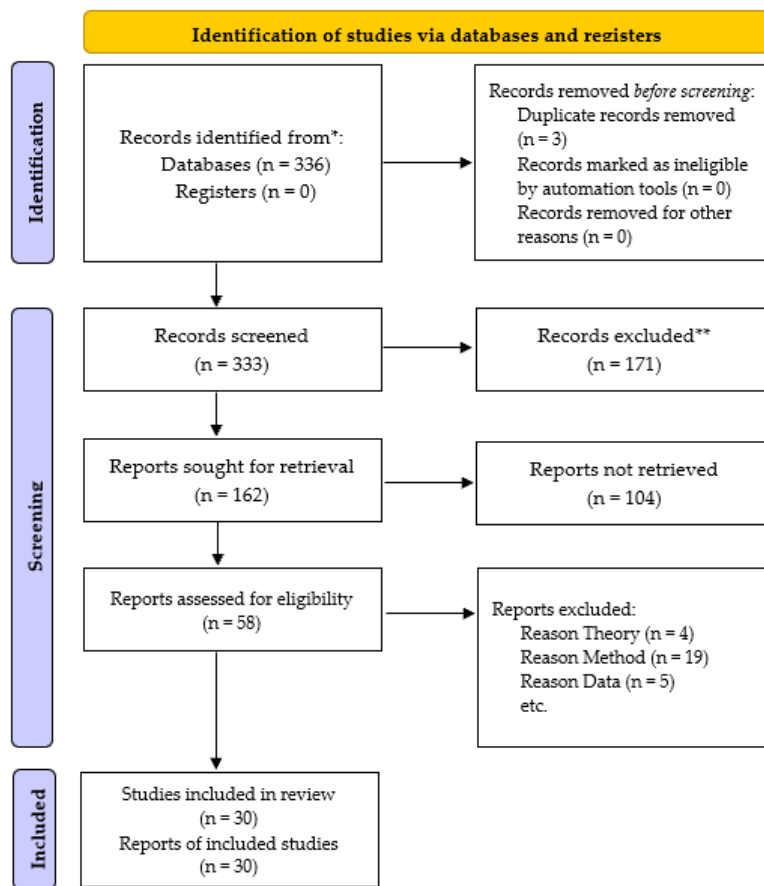 Identification of studies via databases and registers
Identification
Records identified from*:
Databases (n = 336)
Registers (n = 0)
Records removed before screening:
Duplicate records removed
(n = 3)
Records marked as ineligible
by automation tools (n = 0)
Records removed for other
reasons (n = 0)
Screening
Records screened
(n = 333)
Records excluded**
(n = 171)
Reports sought for retrieval
(n = 162)
Reports not retrieved
(n = 104)
Reports assessed for eligibility
(n = 58)
Reports excluded:
Reason Theory (n = 4)
Reason Method (n = 19)
Reason Data (n = 5)
etc.
Included
Studies included in review
(n = 30)
Reports of included studies
(n = 30)